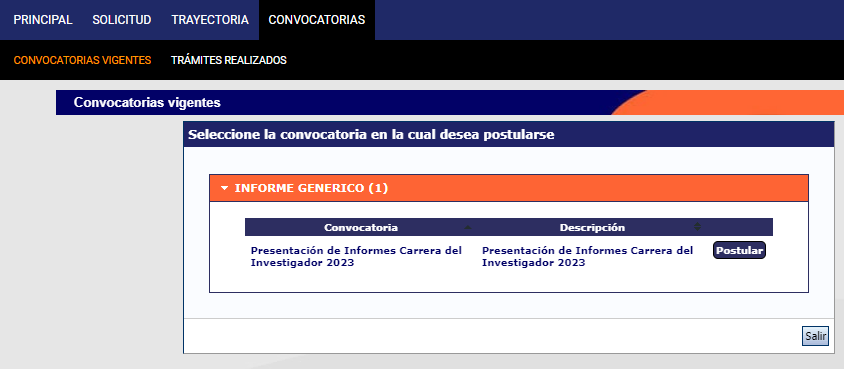 PRINCIPAL SOLICITUD TRAYECTORIA CONVOCATORIAS
CONVOCATORIAS VIGENTES TRÁMITES REALIZADOS
Convocatorias vigentes
Seleccione la convocatoria en la cual desea postularse
INFORME GENERICO (1)
Convocatoria Descripción
Presentación de Informes Carrera del Presentación de Informes Carrera del Postular
Investigador 2023 Investigador 2023
Salir